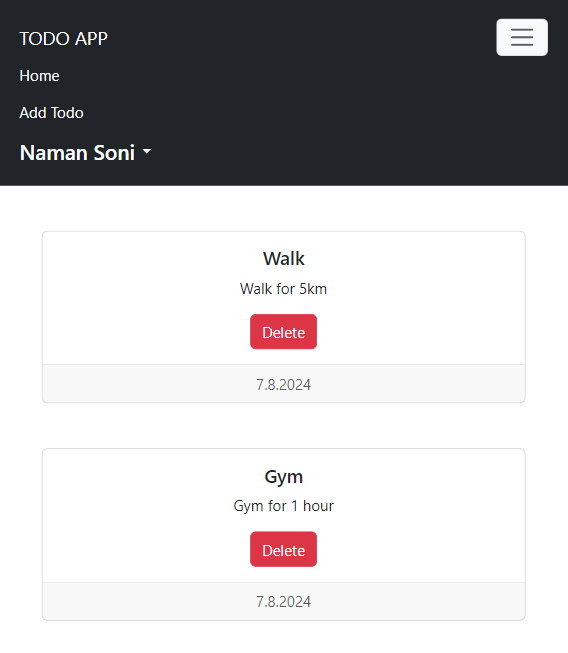 TODO APP
Home
Add Todo
Naman Soni
Walk
Walk for 5km
Delete
7.8.2024
Gym
Gym for 1 hour
Delete
7.8.2024